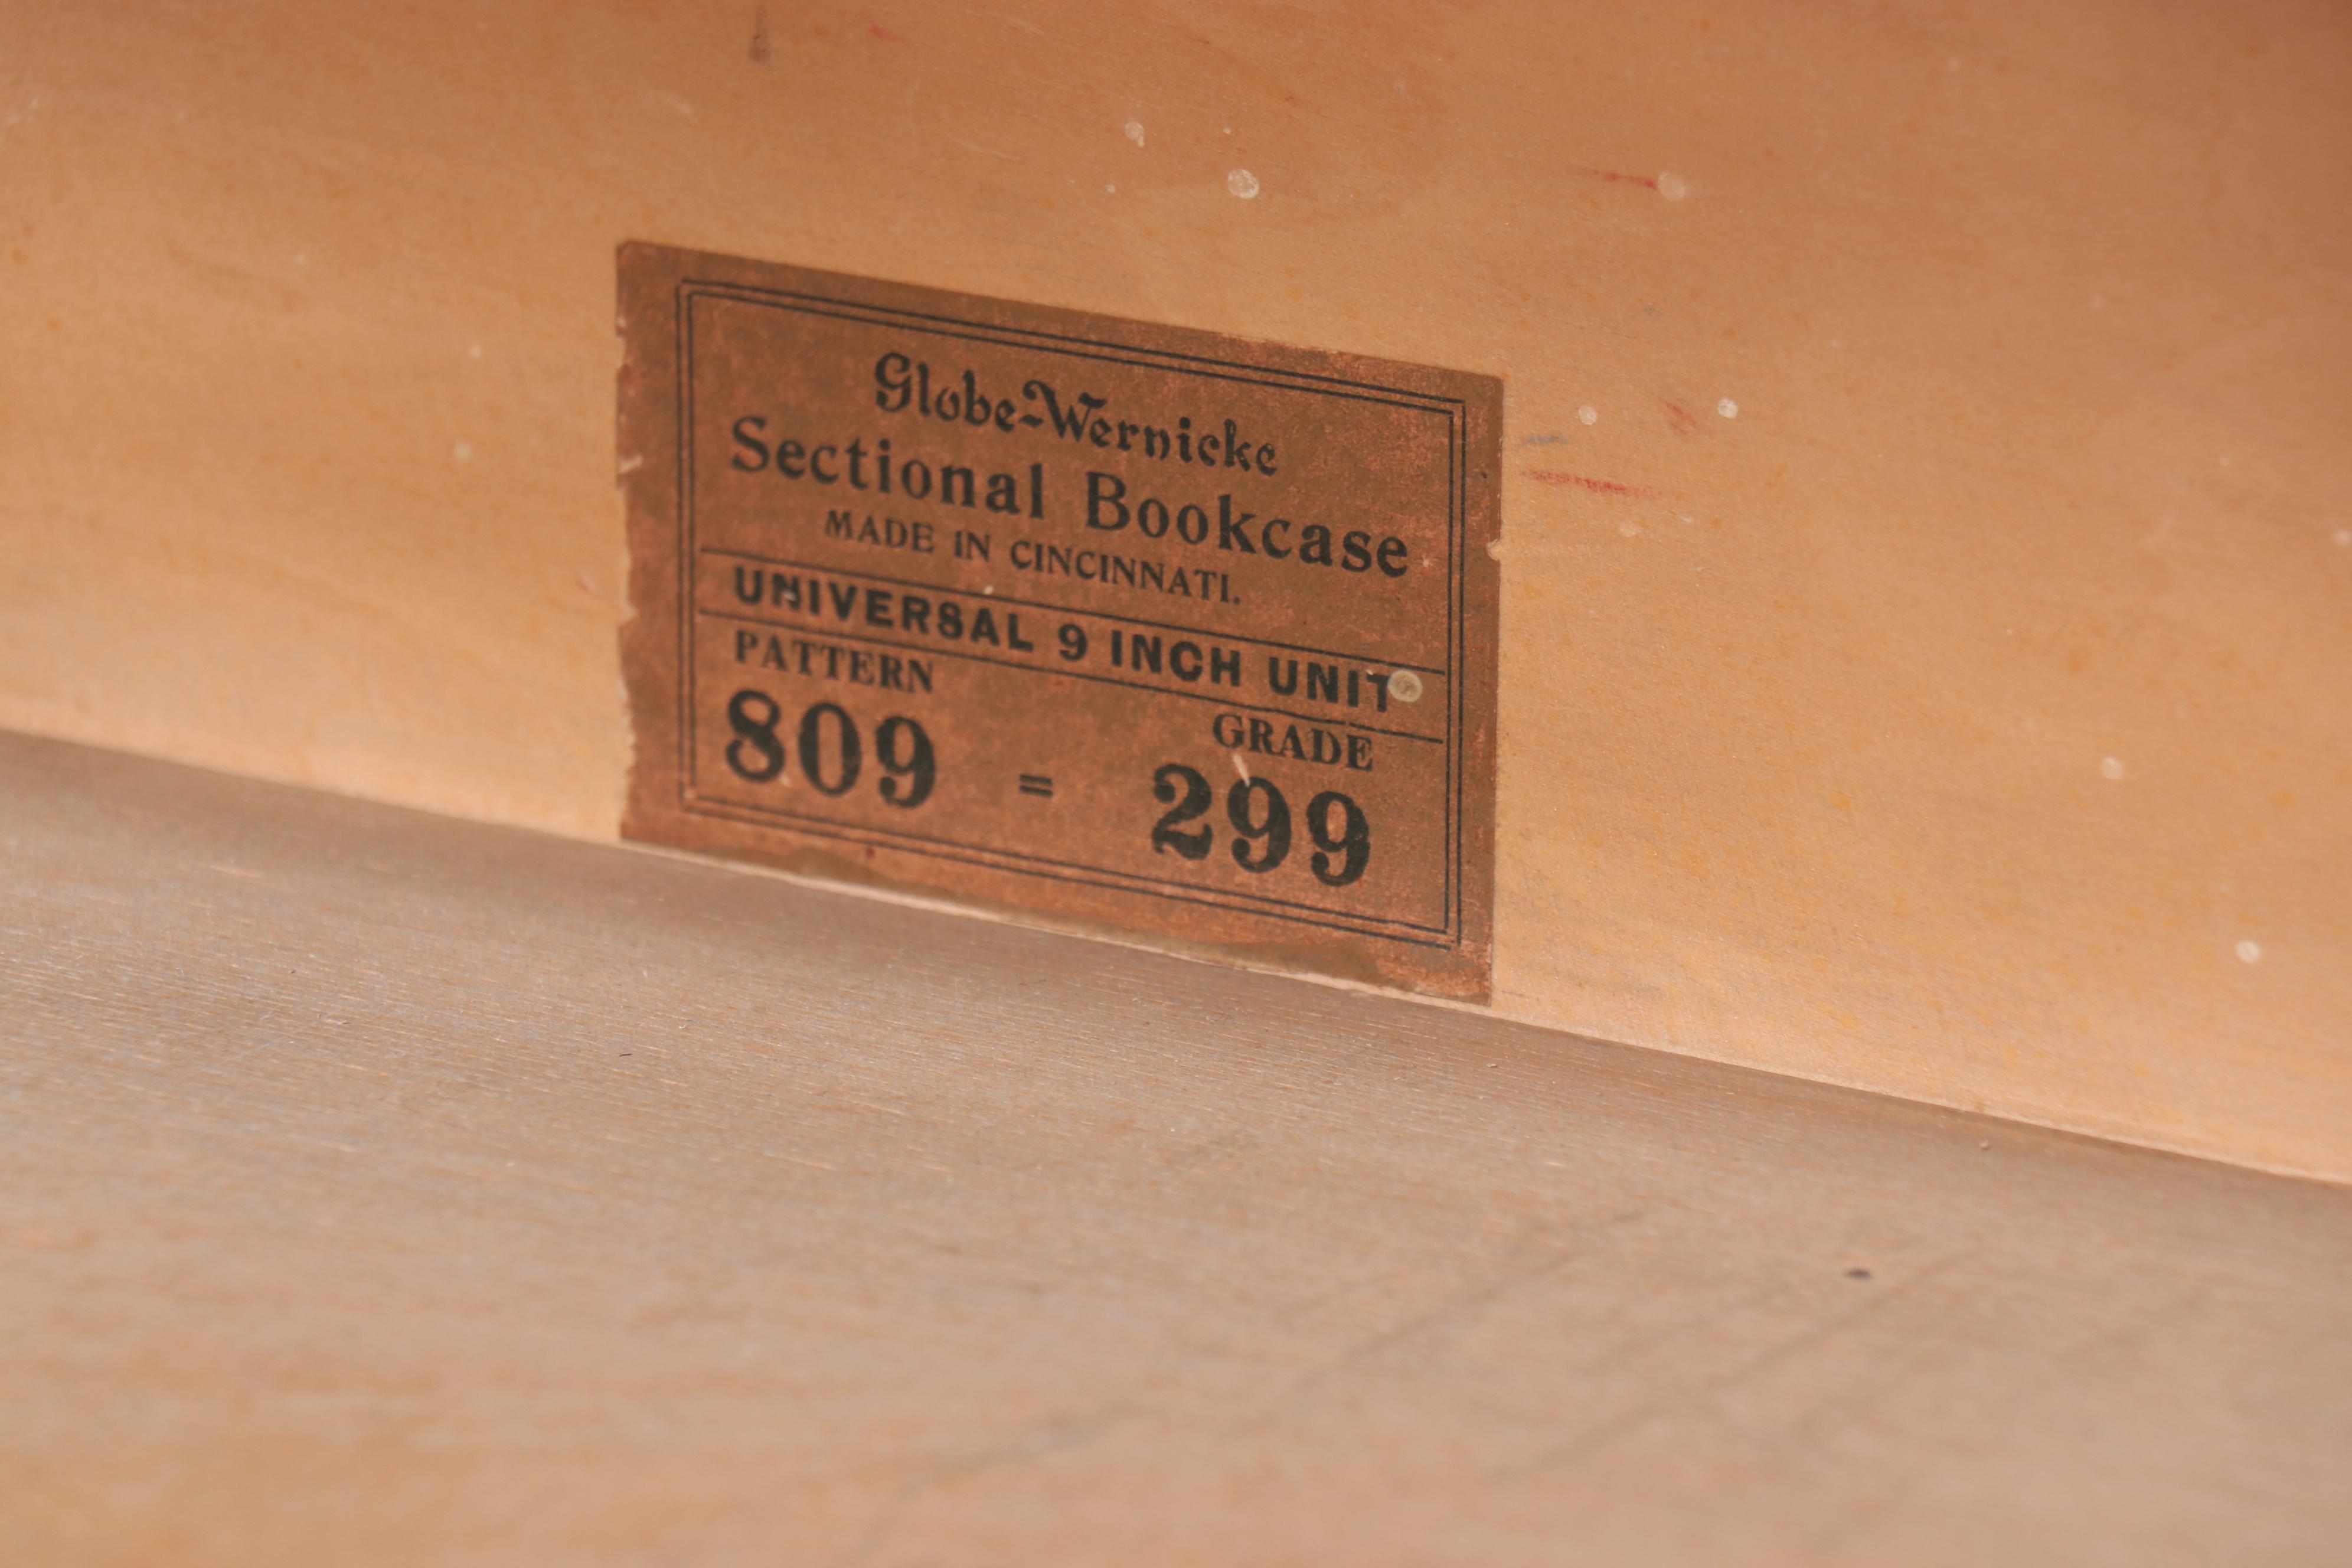 Globe-Wernicke
Sectional Bookcase
MADE IN CINCINNATI.
UNIVERSAL 9 INCH UNIT
PATTERN GRADE
809 = 299